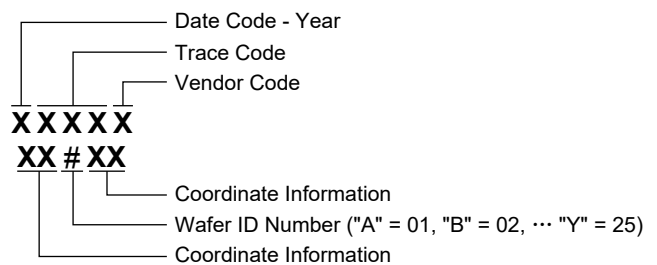 Date Code - Year
Trace Code
Vendor Code
X X X X X
XX # XX
Coordinate Information
Wafer ID Number ("A" = 01, "B" = 02, ··· "Y" = 25)
Coordinate Information